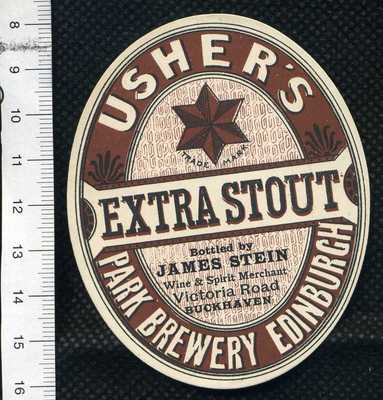 USHER'S
TRADE MARK
EXTRA STOUT
Bottled by
JAMES STEIN
Wine & Spirit Merchant
Victoria Road
BUCKHAVEN
PARK BREWERY EDINBURGH
8
9
10
11
12
13
14
15
16